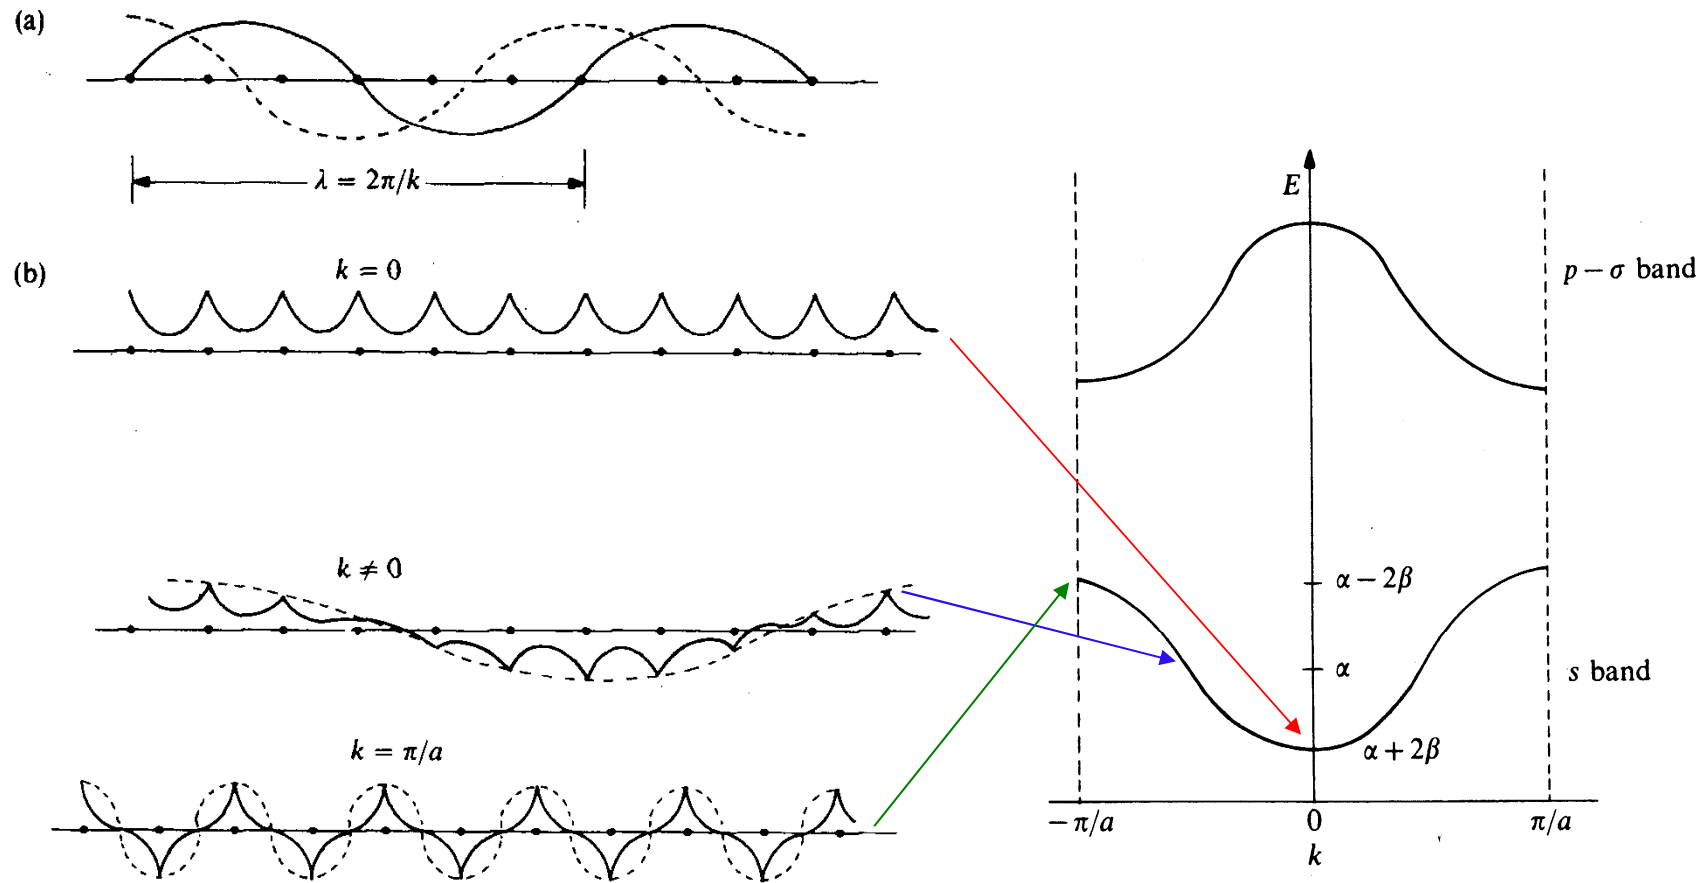 (a)
λ = 2π/k
(b)
k = 0
k ≠ 0
k = π/a
E
p − σ band
α − 2β
α
s band
α + 2β
− π/a
0
π/a
k